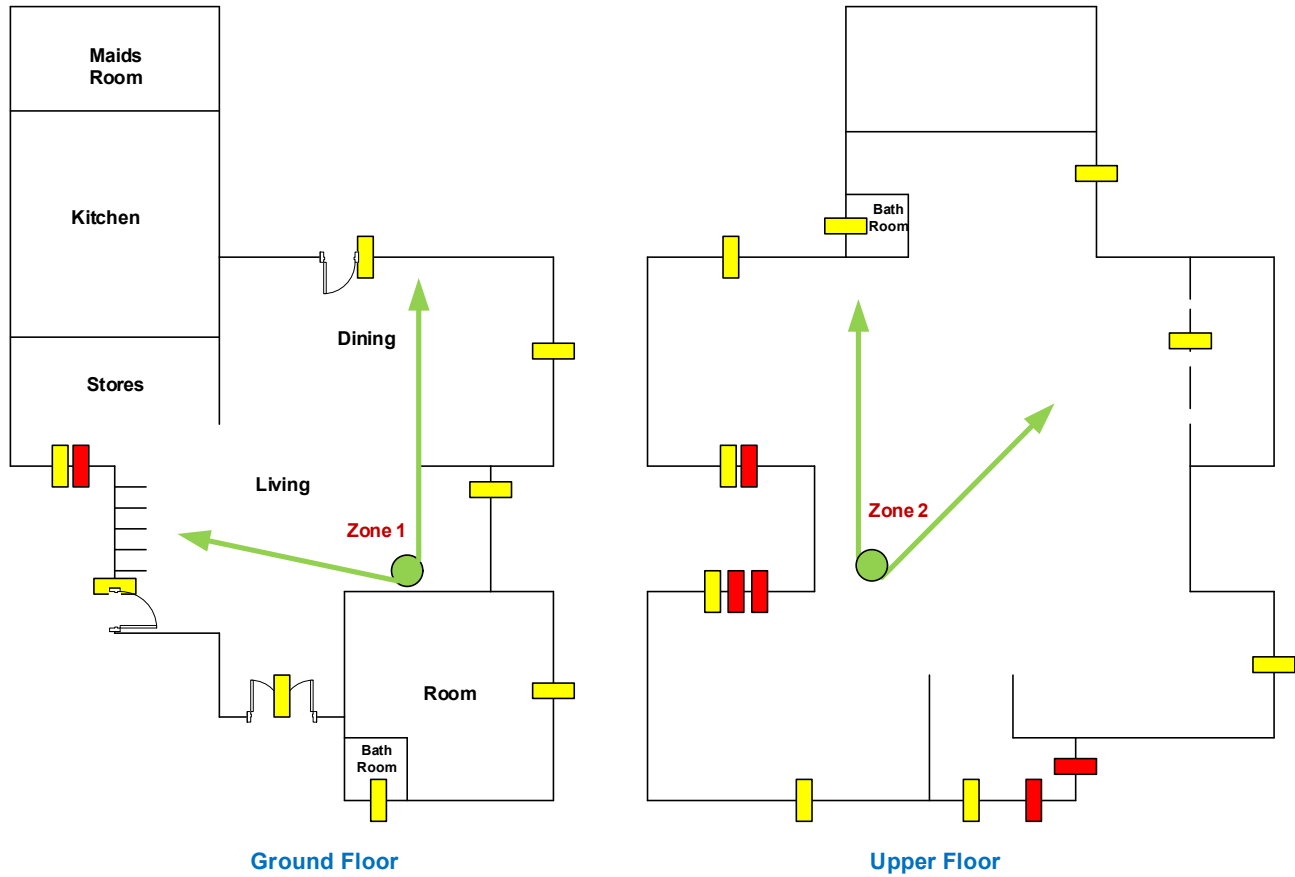 Maids
Room
Kitchen
Dining
Stores
Living
Zone 1
Room
Bath
Room
Ground Floor
Bath
Room
Zone 2
Upper Floor